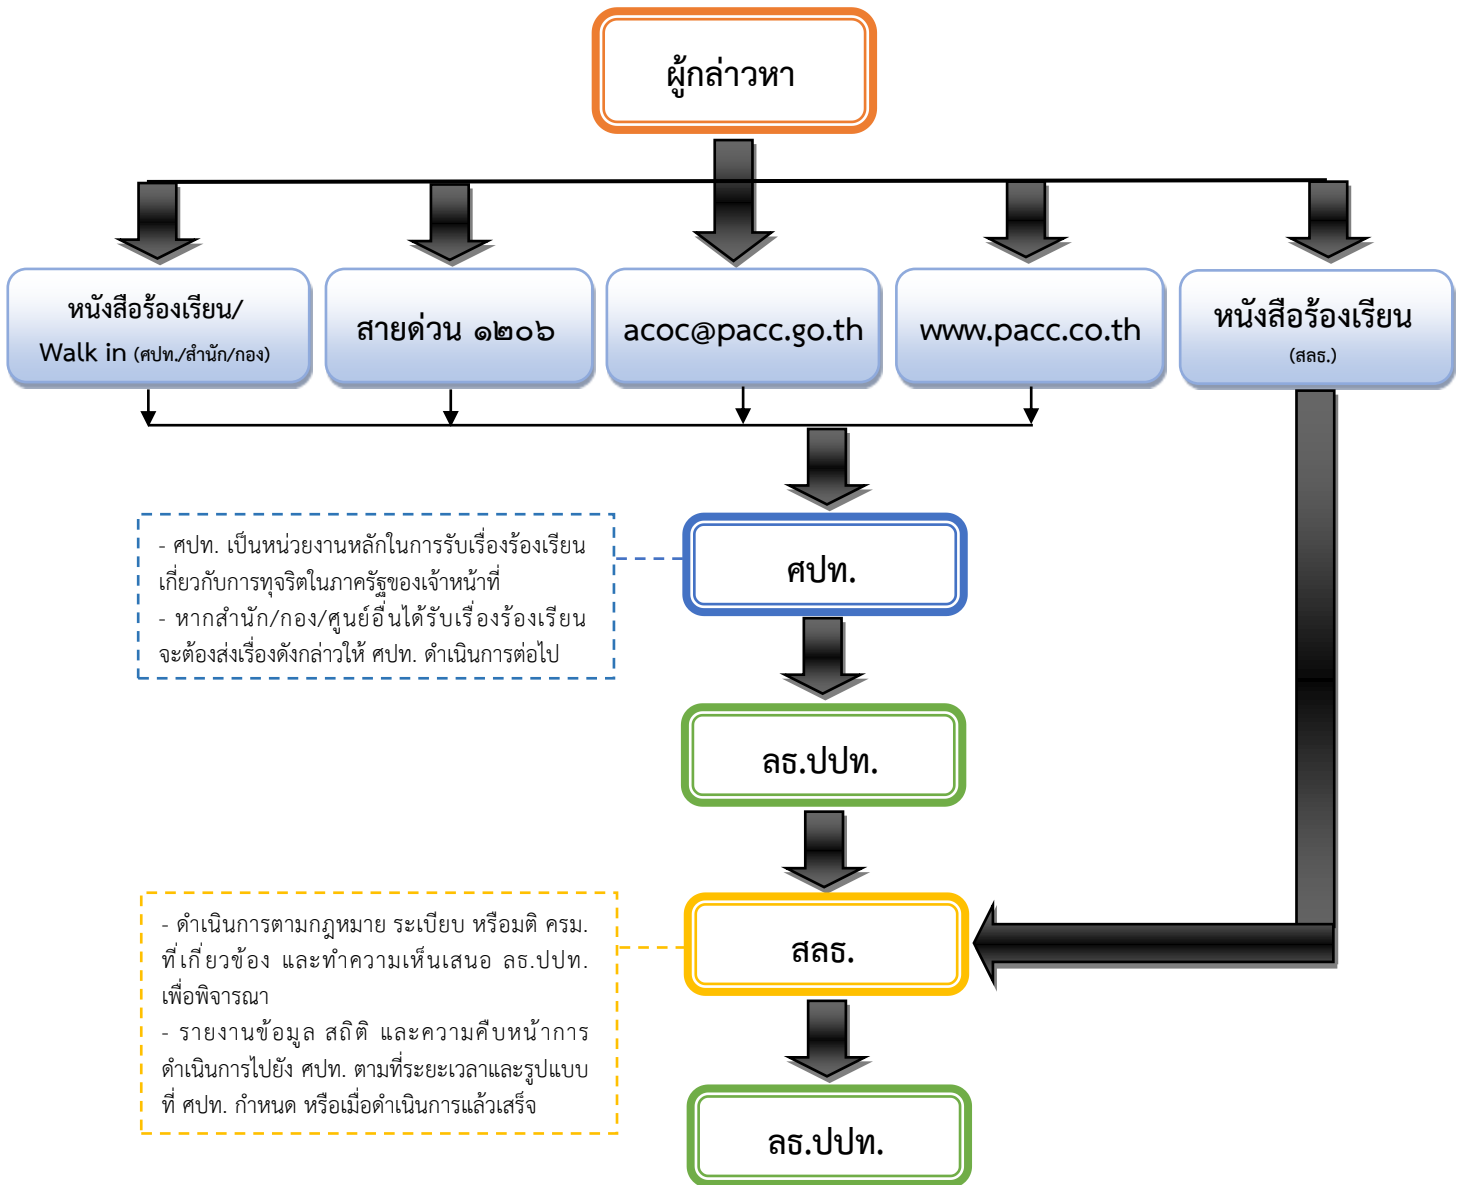 ผู้กล่าวหา
หนังสือร้องเรียน/
Walk in (ศปท./สำนัก/กอง)
สายด่วน ๑๒๐๖
acoc@pacc.go.th
www.pacc.co.th
หนังสือร้องเรียน
(สลธ.)
- ศปท. เป็นหน่วยงานหลักในการรับเรื่องร้องเรียน
เกี่ยวกับการทุจริตในภาครัฐของเจ้าหน้าที่
- หากสำนัก/กอง/ศูนย์อื่นได้รับเรื่องร้องเรียน
จะต้องส่งเรื่องดังกล่าวให้ ศปท. ดำเนินการต่อไป
ศปท.
ลธ.ปปท.
- ดำเนินการตามกฎหมาย ระเบียบ หรือมติ ครม.
ที่เกี่ยวข้อง และทำความเห็นเสนอ ลธ.ปปท.
เพื่อพิจารณา
- รายงานข้อมูล สถิติ และความคืบหน้าการ
ดำเนินการไปยัง ศปท. ตามที่ระยะเวลาและรูปแบบ
ที่ ศปท. กำหนด หรือเมื่อดำเนินการแล้วเสร็จ
สลธ.
ลธ.ปปท.